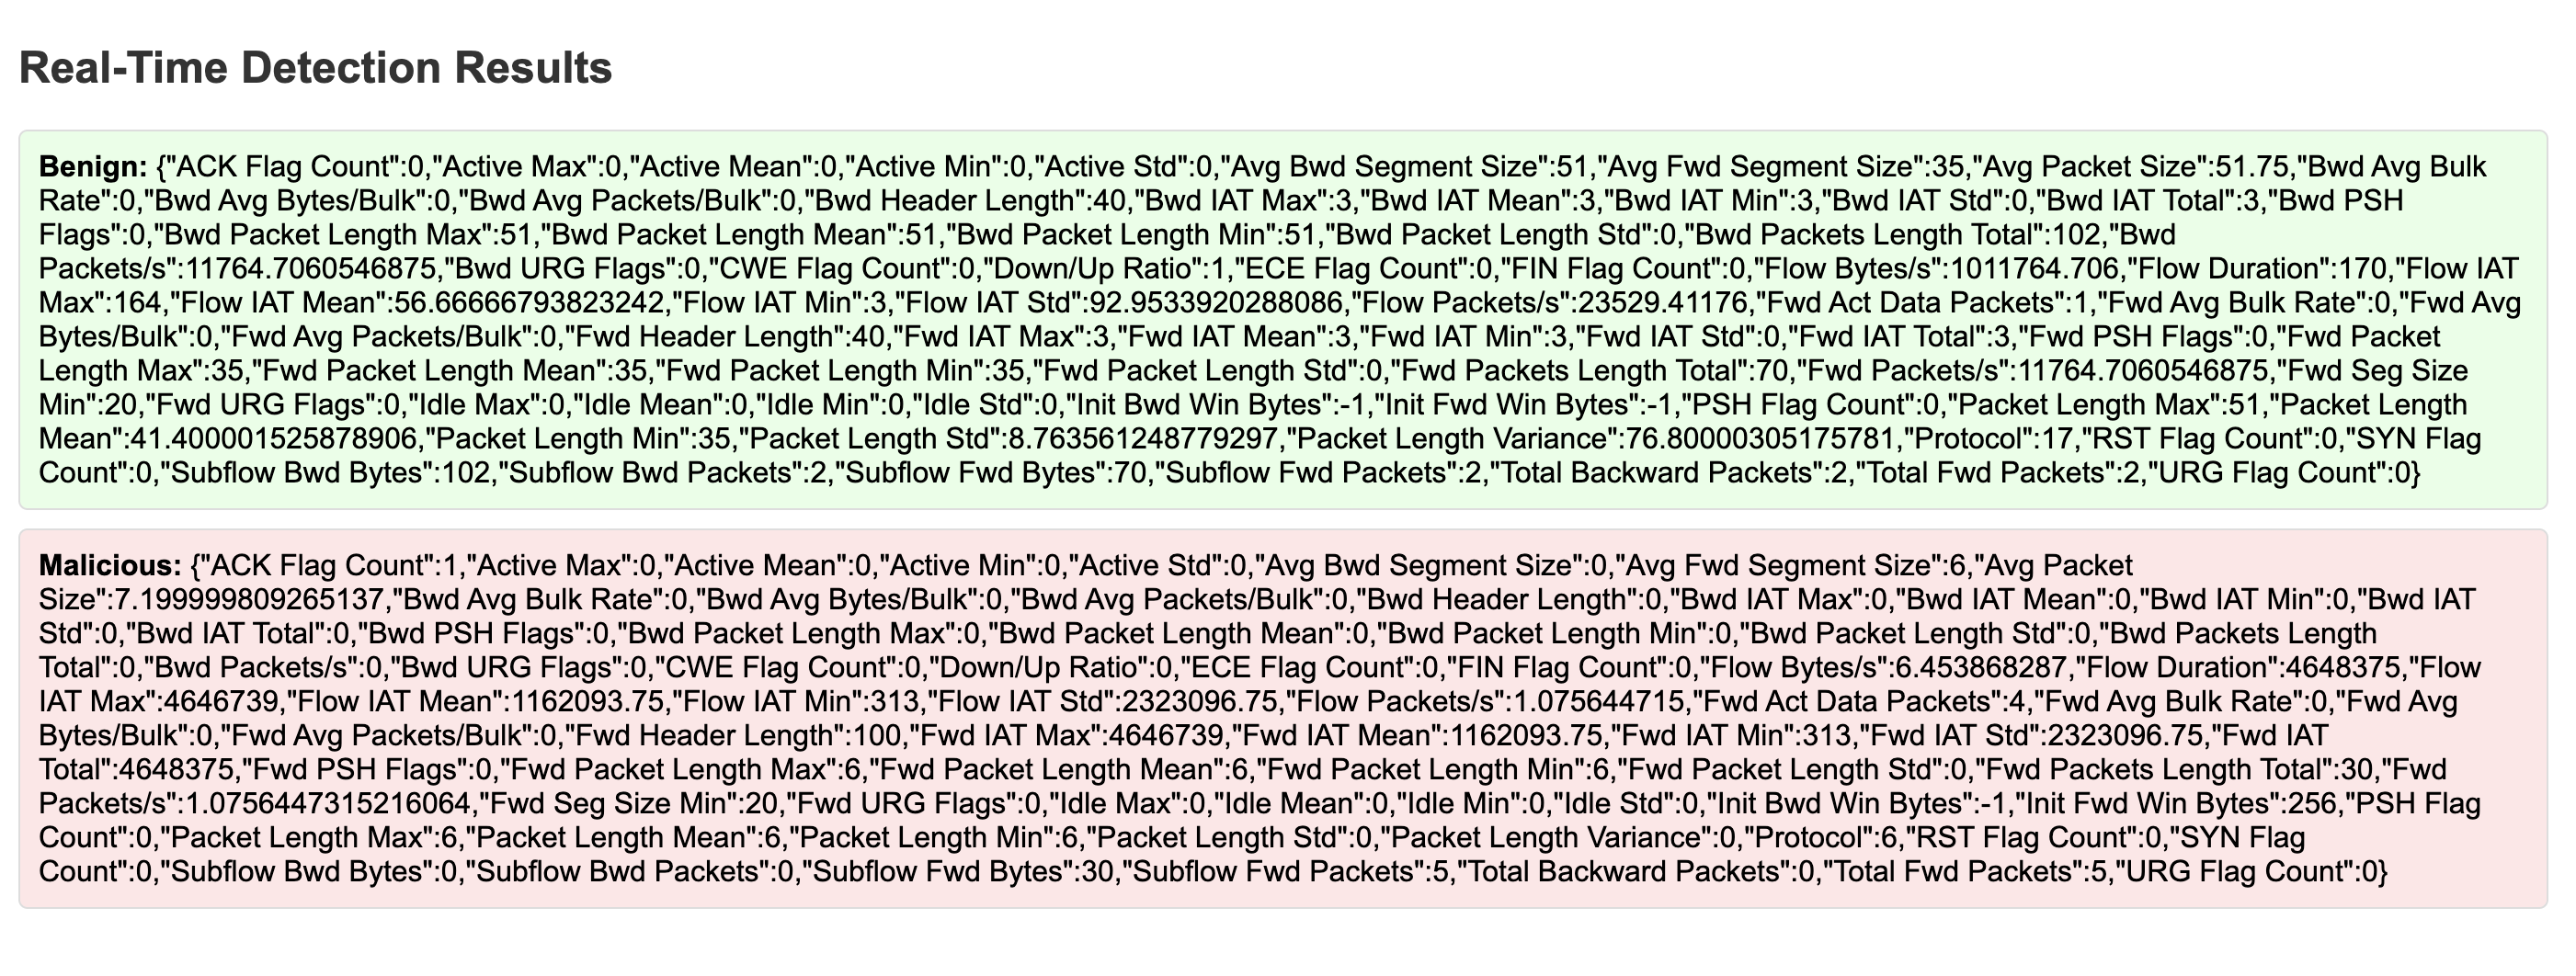 Real-Time Detection Results
Benign: {"ACK Flag Count":0,"Active Max":0,"Active Mean":0,"Active Min":0,"Active Std":0,"Avg Bwd Segment Size":51,"Avg Fwd Segment Size":35,"Avg Packet Size":51.75,"Bwd Avg Bulk
Rate":0,"Bwd Avg Bytes/Bulk":0,"Bwd Avg Packets/Bulk":0,"Bwd Header Length":40,"Bwd IAT Max":3,"Bwd IAT Mean":3,"Bwd IAT Min":3,"Bwd IAT Std":0,"Bwd IAT Total":3,"Bwd PSH
Flags":0,"Bwd Packet Length Max":51,"Bwd Packet Length Mean":51,"Bwd Packet Length Min":51,"Bwd Packet Length Std":0,"Bwd Packets Length Total":102,"Bwd
Packets/s":11764.7060546875,"Bwd URG Flags":0,"CWE Flag Count":0,"Down/Up Ratio":1,"ECE Flag Count":0,"FIN Flag Count":0,"Flow Bytes/s":1011764.706,"Flow Duration":170,"Flow IAT
Max":164,"Flow IAT Mean":56.66666793823242,"Flow IAT Min":3,"Flow IAT Std":92.9533920288086,"Flow Packets/s":23529.41176,"Fwd Act Data Packets":1,"Fwd Avg Bulk Rate":0,"Fwd Avg
Bytes/Bulk":0,"Fwd Avg Packets/Bulk":0,"Fwd Header Length":40,"Fwd IAT Max":3,"Fwd IAT Mean":3,"Fwd IAT Min":3,"Fwd IAT Std":0,"Fwd IAT Total":3,"Fwd PSH Flags":0,"Fwd Packet
Length Max":35,"Fwd Packet Length Mean":35,"Fwd Packet Length Min":35,"Fwd Packet Length Std":0,"Fwd Packets Length Total":70,"Fwd Packets/s":11764.7060546875,"Fwd Seg Size
Min":20,"Fwd URG Flags":0,"Idle Max":0,"Idle Mean":0,"Idle Min":0,"Idle Std":0,"Init Bwd Win Bytes":-1,"Init Fwd Win Bytes":-1,"PSH Flag Count":0,"Packet Length Max":51,"Packet Length
Mean":41.400001525878906,"Packet Length Min":35,"Packet Length Std":8.763561248779297,"Packet Length Variance":76.80000305175781,"Protocol":17,"RST Flag Count":0,"SYN Flag
Count":0,"Subflow Bwd Bytes":102,"Subflow Bwd Packets":2,"Subflow Fwd Bytes":70,"Subflow Fwd Packets":2,"Total Backward Packets":2,"Total Fwd Packets":2,"URG Flag Count":0}
Malicious: {"ACK Flag Count":1,"Active Max":0,"Active Mean":0,"Active Min":0,"Active Std":0,"Avg Bwd Segment Size":0,"Avg Fwd Segment Size":6,"Avg Packet
Size":7.199999809265137,"Bwd Avg Bulk Rate":0,"Bwd Avg Bytes/Bulk":0,"Bwd Avg Packets/Bulk":0,"Bwd Header Length":0,"Bwd IAT Max":0,"Bwd IAT Mean":0,"Bwd IAT Min":0,"Bwd IAT
Std":0,"Bwd IAT Total":0,"Bwd PSH Flags":0,"Bwd Packet Length Max":0,"Bwd Packet Length Mean":0,"Bwd Packet Length Min":0,"Bwd Packet Length Std":0,"Bwd Packets Length
Total":0,"Bwd Packets/s":0,"Bwd URG Flags":0,"CWE Flag Count":0,"Down/Up Ratio":0,"ECE Flag Count":0,"FIN Flag Count":0,"Flow Bytes/s":6.453868287,"Flow Duration":4648375,"Flow
IAT Max":4646739,"Flow IAT Mean":1162093.75,"Flow IAT Min":313,"Flow IAT Std":2323096.75,"Flow Packets/s":1.075644715,"Fwd Act Data Packets":4,"Fwd Avg Bulk Rate":0,"Fwd Avg
Bytes/Bulk":0,"Fwd Avg Packets/Bulk":0,"Fwd Header Length":100,"Fwd IAT Max":4646739,"Fwd IAT Mean":1162093.75,"Fwd IAT Min":313,"Fwd IAT Std":2323096.75,"Fwd IAT
Total":4648375,"Fwd PSH Flags":0,"Fwd Packet Length Max":6,"Fwd Packet Length Mean":6,"Fwd Packet Length Min":6,"Fwd Packet Length Std":0,"Fwd Packets Length Total":30,"Fwd
Packets/s":1.0756447315216064,"Fwd Seg Size Min":20,"Fwd URG Flags":0,"Idle Max":0,"Idle Mean":0,"Idle Min":0,"Idle Std":0,"Init Bwd Win Bytes":-1,"Init Fwd Win Bytes":256,"PSH Flag
Count":0,"Packet Length Max":6,"Packet Length Mean":6,"Packet Length Min":6,"Packet Length Std":0,"Packet Length Variance":0,"Protocol":6,"RST Flag Count":0,"SYN Flag
Count":0,"Subflow Bwd Bytes":0,"Subflow Bwd Packets":0,"Subflow Fwd Bytes":30,"Subflow Fwd Packets":5,"Total Backward Packets":0,"Total Fwd Packets":5,"URG Flag Count":0}